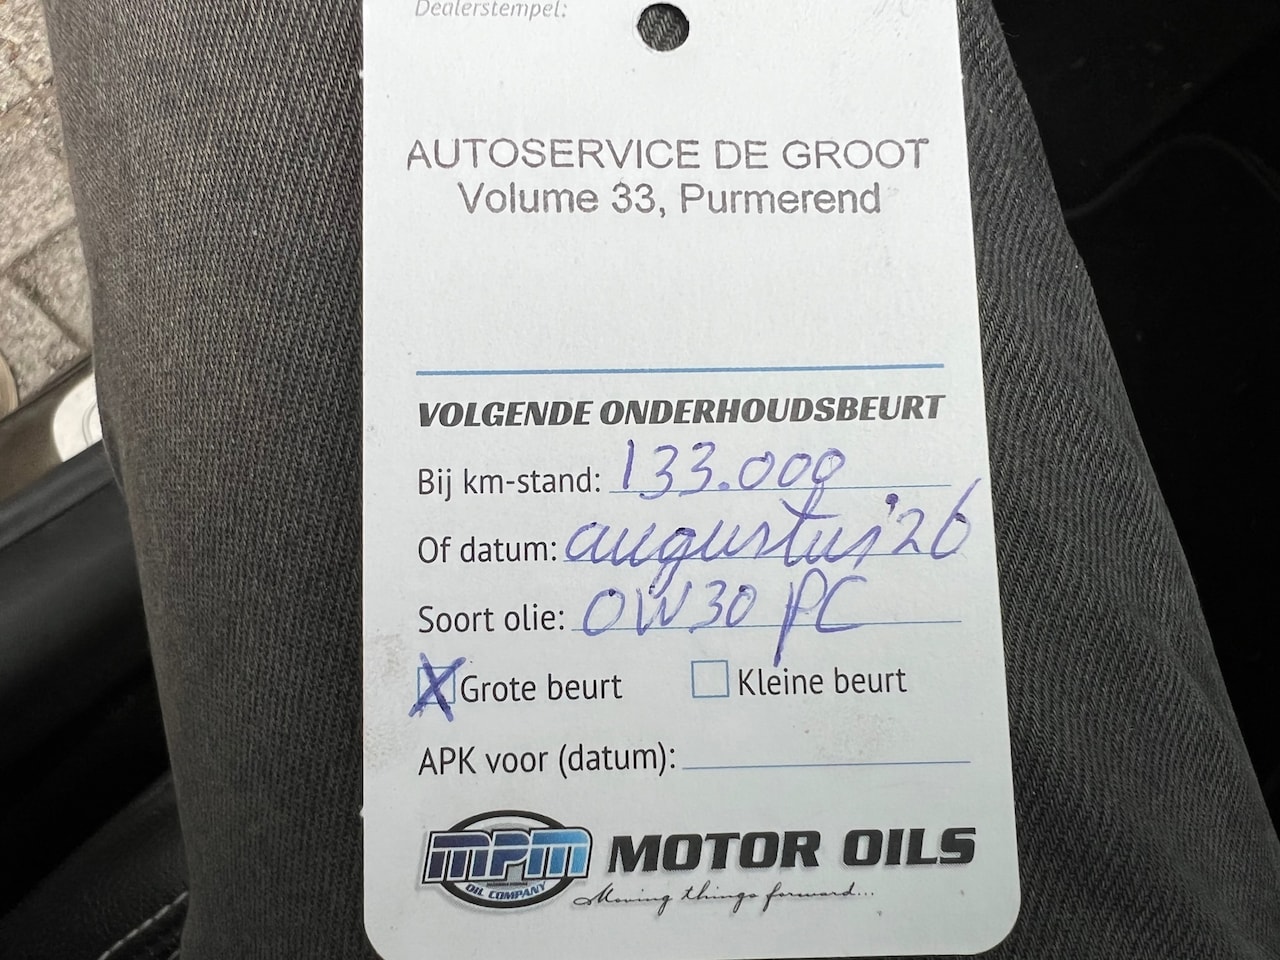 Dealerstempel:
AUTOSERVICE DE GROOT
Volume 33, Purmerend
VOLGENDE ONDERHOUDSBEURT
Bij km-stand: 133.000
Of datum: augustus '26
Soort olie: 0W30 PC
X Grote beurt Kleine beurt
APK voor (datum):
MPM MOTOR OILS
OIL COMPANY Moving things forward...